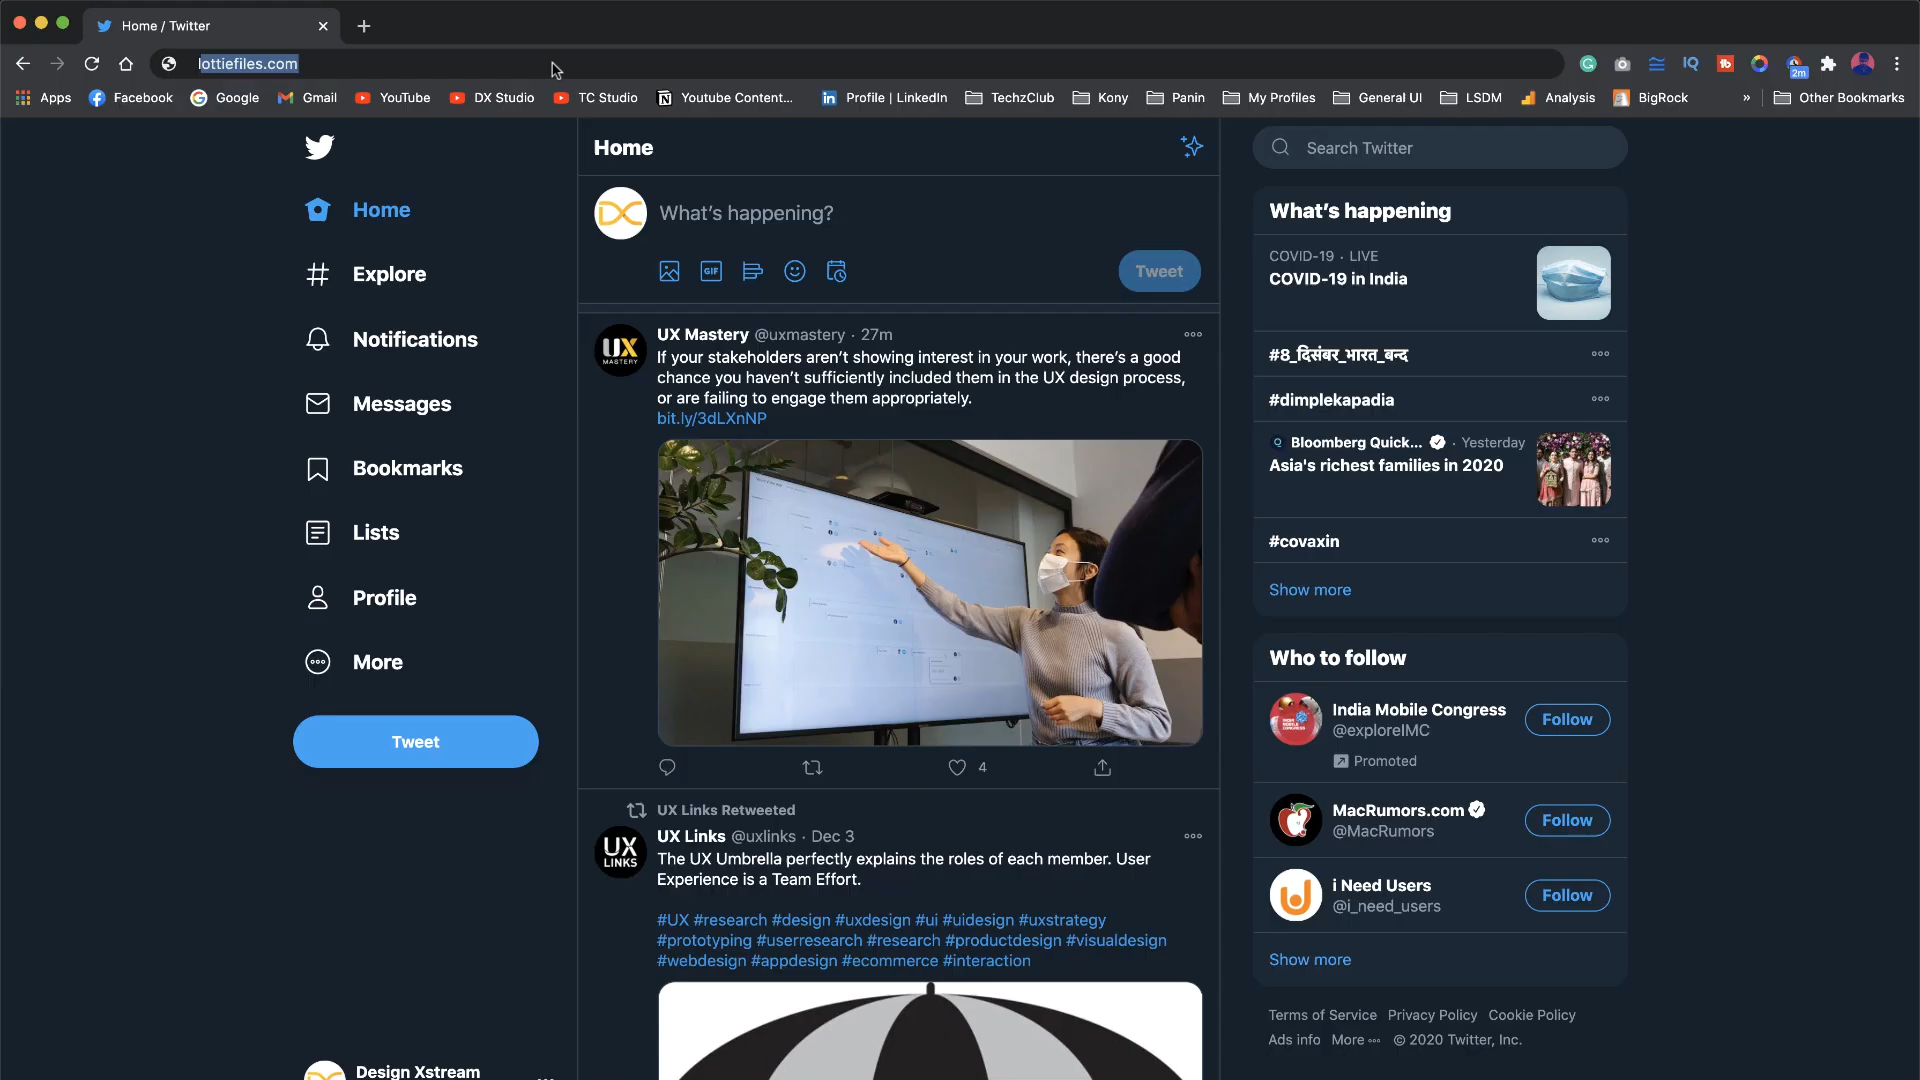 Home / Twitter
lottiefiles.com
2m
Apps
Facebook
Google
Gmail
YouTube
DX Studio
TC Studio
Youtube Content...
Profile | LinkedIn
TechzClub
Kony
Panin
My Profiles
General UI
LSDM
Analysis
BigRock
»
Other Bookmarks
Home
Explore
Notifications
Messages
Bookmarks
Lists
Profile
More
Tweet
Design Xstream
Home
What's happening?
GIF
Tweet
UX Mastery @uxmastery · 27m
If your stakeholders aren't showing interest in your work, there's a good
chance you haven't sufficiently included them in the UX design process,
or are failing to engage them appropriately.
bit.ly/3dLXnNP
UX
MASTERY
4
UX Links Retweeted
UX Links @uxlinks · Dec 3
UX
LINKS
The UX Umbrella perfectly explains the roles of each member. User
Experience is a Team Effort.
#UX #research #design #uxdesign #ui #uidesign #uxstrategy
#prototyping #userresearch #research #productdesign #visualdesign
#webdesign #appdesign #ecommerce #interaction
Search Twitter
What's happening
COVID-19 · LIVE
COVID-19 in India
#8_दिसंबर_भारत_बन्द
#dimplekapadia
Bloomberg Quick... · Yesterday
Asia's richest families in 2020
#covaxin
Show more
Who to follow
India Mobile Congress
@exploreIMC
Promoted
Follow
MacRumors.com
@MacRumors
Follow
i Need Users
@i_need_users
Follow
Show more
Terms of Service Privacy Policy Cookie Policy
Ads info More © 2020 Twitter, Inc.